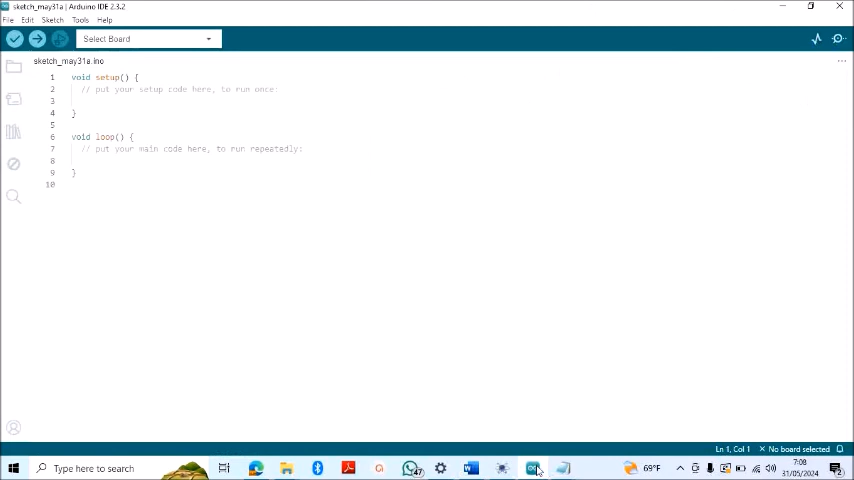 sketch_may31a | Arduino IDE 2.3.2
File Edit Sketch Tools Help
Select Board
sketch_may31a.ino
1 void setup() {
2 // put your setup code here, to run once:
3
4 }
5
6 void loop() {
7 // put your main code here, to run repeatedly:
8
9 }
10
Ln 1, Col 1 × No board selected
Type here to search
47
69°F
7:08
31/05/2024
2